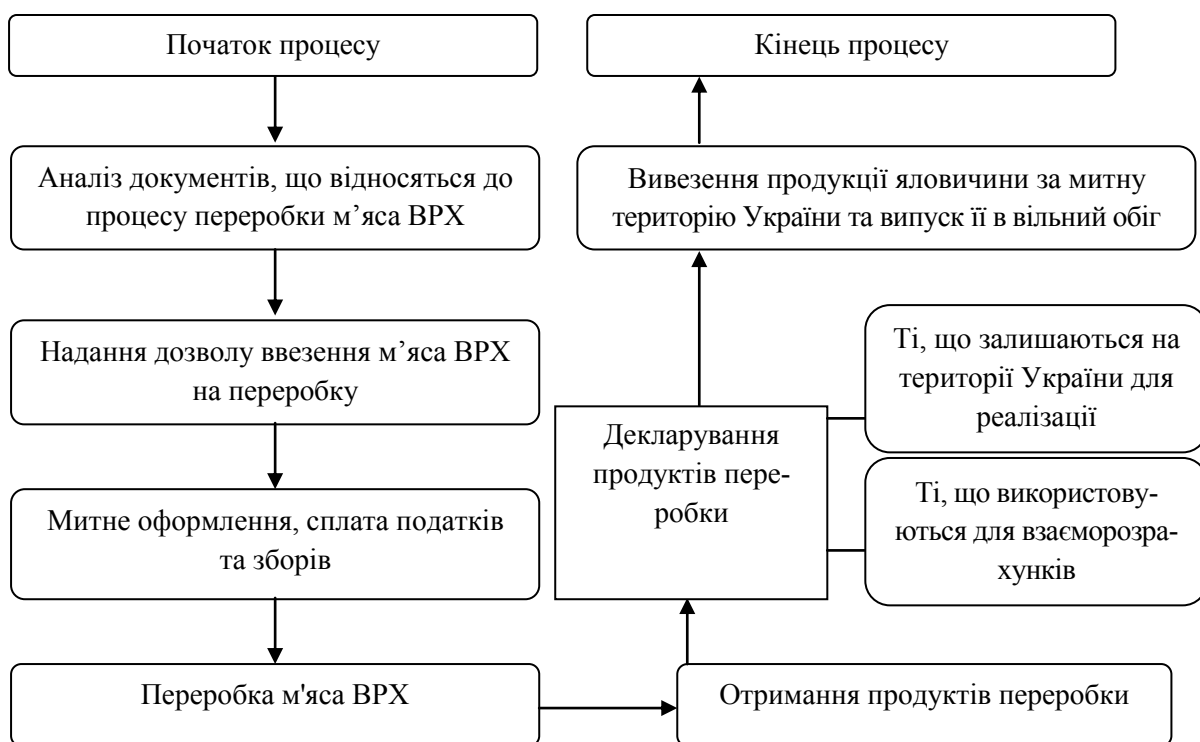 Початок процесу
Аналіз документів, що відносяться до
процесу переробки м’яса ВРХ
Надання дозволу ввезення м’яса ВРХ
на переробку
Митне оформлення, сплата податків
та зборів
Переробка м'яса ВРХ
Отримання продуктів переробки
Декларування
продуктів пере-
робки
Ті, що залишаються на
території України для
реалізації
Ті, що використову-
ються для взаєморозра-
хунків
Вивезення продукції яловичини за митну
територію України та випуск її в вільний обіг
Кінець процесу